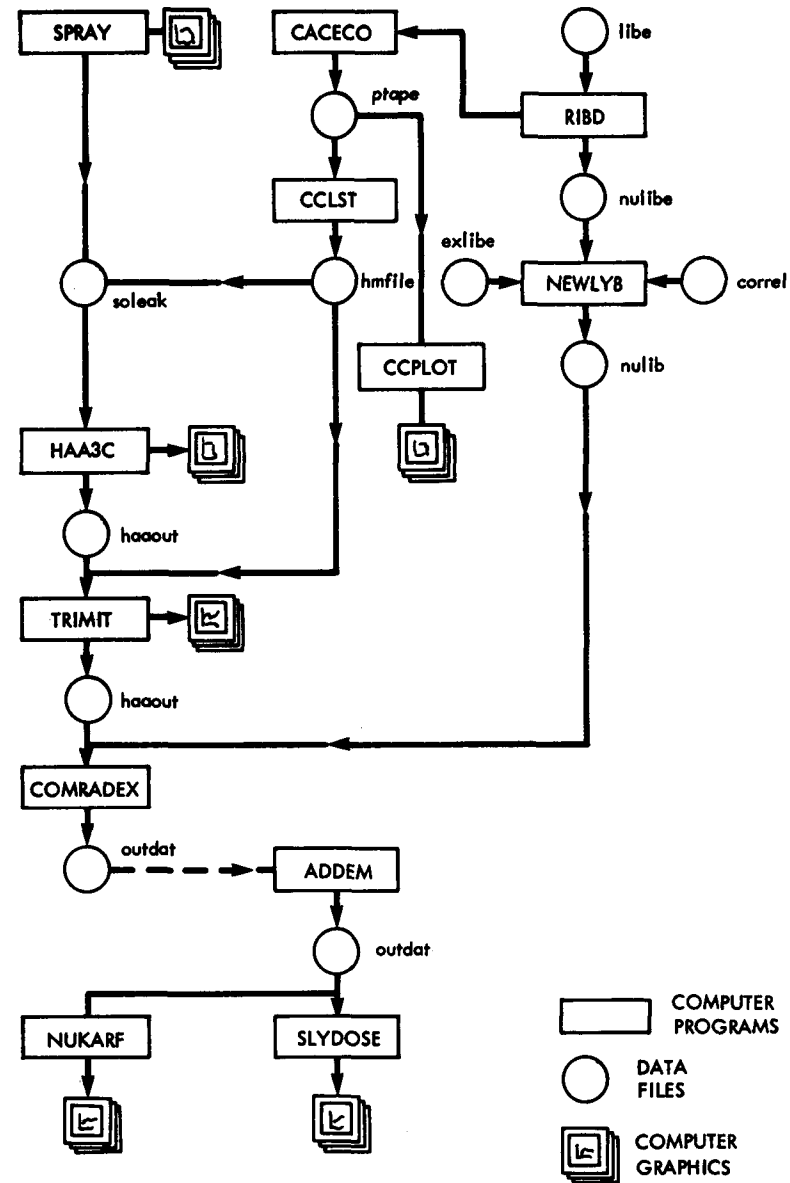 SPRAY
CACECO
libe
ptape
RIBD
CCLST
nulibe
exlibe
hmfile
NEWLYB
correl
soleak
CCPLOT
nulib
HAA3C
haaout
TRIMIT
haaout
COMRADEX
outdat
ADDEM
outdat
NUKARF
SLYDOSE
COMPUTER
PROGRAMS
DATA
FILES
COMPUTER
GRAPHICS